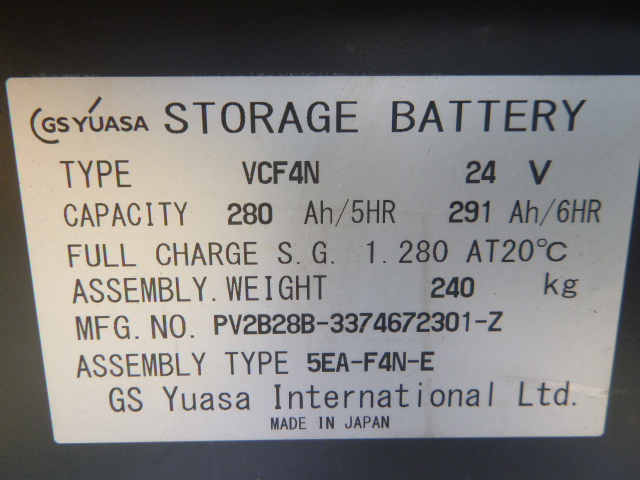 GS YUASA STORAGE BATTERY
TYPE VCF4N 24 V
CAPACITY 280 Ah/5HR 291 Ah/6HR
FULL CHARGE S.G. 1.280 AT20℃
ASSEMBLY.WEIGHT 240 kg
MFG.NO. PV2B28B-3374672301-Z
ASSEMBLY TYPE 5EA-F4N-E
GS Yuasa International Ltd.
MADE IN JAPAN